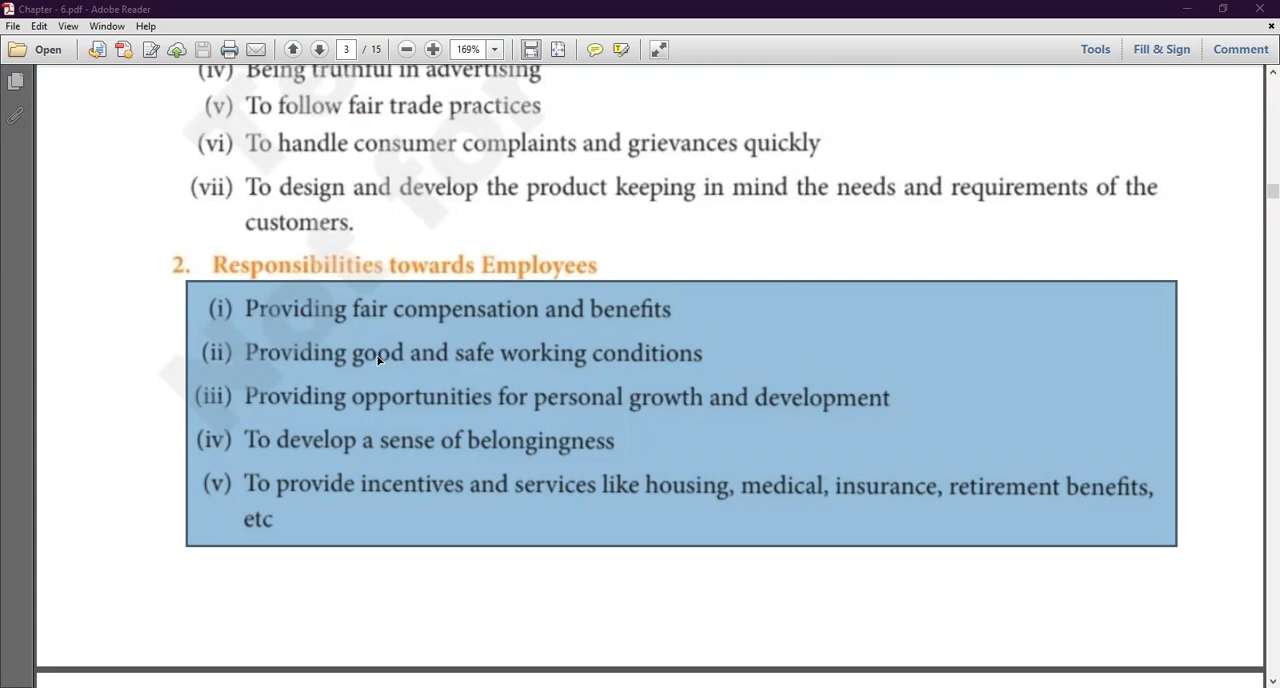 Chapter - 6.pdf - Adobe Reader
File Edit View Window Help
Open 3 / 15 169% Tools Fill & Sign Comment
(iv) Being truthful in advertising
(v) To follow fair trade practices
(vi) To handle consumer complaints and grievances quickly
(vii) To design and develop the product keeping in mind the needs and requirements of the
customers.
2. Responsibilities towards Employees
(i) Providing fair compensation and benefits
(ii) Providing good and safe working conditions
(iii) Providing opportunities for personal growth and development
(iv) To develop a sense of belongingness
(v) To provide incentives and services like housing, medical, insurance, retirement benefits,
etc